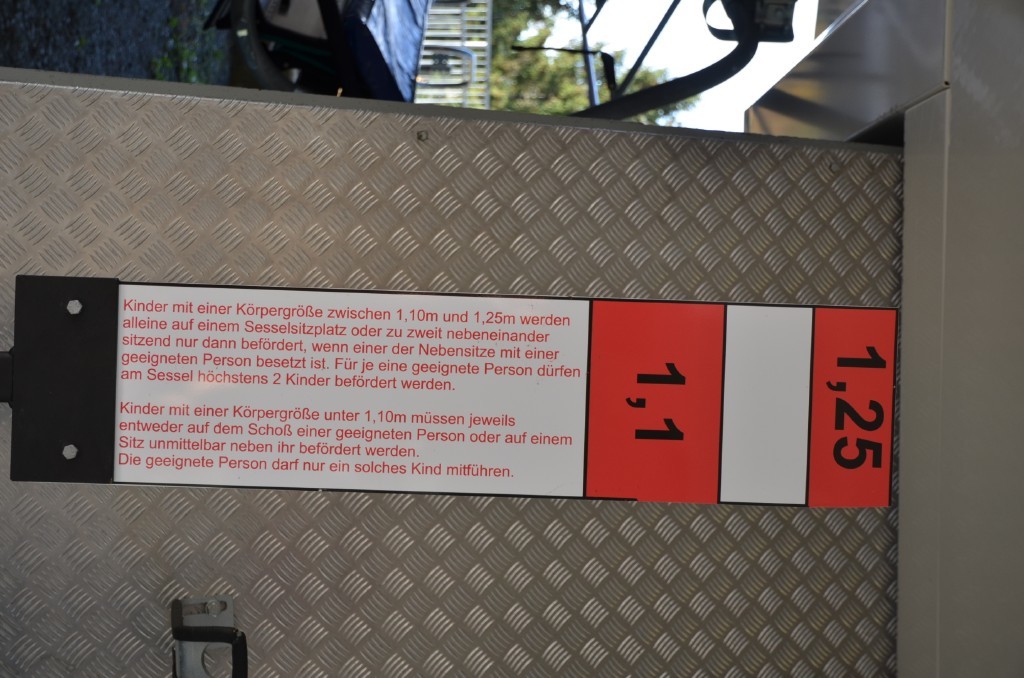 Kinder mit einer Körpergröße zwischen 1,10m und 1,25m werden
alleine auf einem Sesselsitzplatz oder zu zweit nebeneinander
sitzend nur dann befördert, wenn einer der Nebensitze mit einer
geeigneten Person besetzt ist. Für je eine geeignete Person dürfen
am Sessel höchstens 2 Kinder befördert werden.
Kinder mit einer Körpergröße unter 1,10m müssen jeweils
entweder auf dem Schoß einer geeigneten Person oder auf einem
Sitz unmittelbar neben ihr befördert werden.
Die geeignete Person darf nur ein solches Kind mitführen.
1,1
1,25